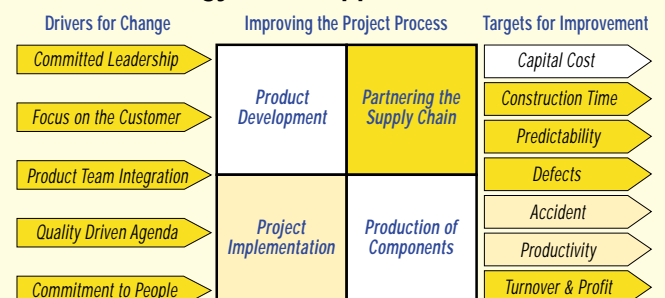 Drivers for Change
Improving the Project Process
Targets for Improvement
Committed Leadership
Focus on the Customer
Product Team Integration
Quality Driven Agenda
Commitment to People
Product
Development
Partnering the
Supply Chain
Project
Implementation
Production of
Components
Capital Cost
Construction Time
Predictability
Defects
Accident
Productivity
Turnover & Profit